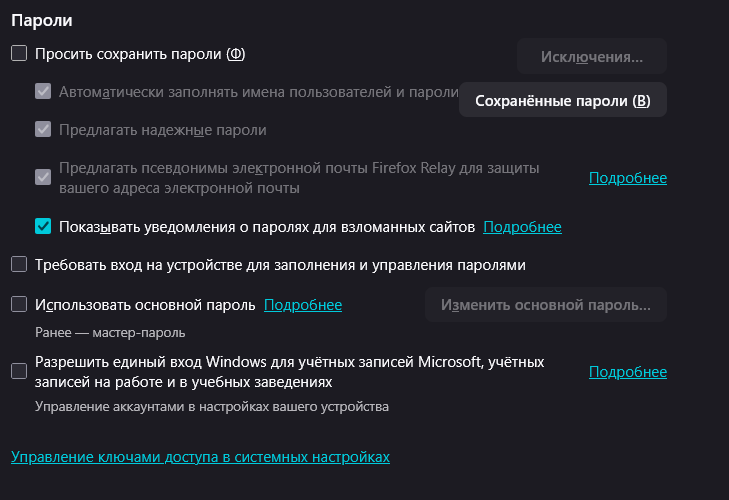 Пароли
Просить сохранить пароли (Ф)
Исключения...
Автоматически заполнять имена пользователей и пароли
Сохранённые пароли (В)
Предлагать надежные пароли
Предлагать псевдонимы электронной почты Firefox Relay для защиты
вашего адреса электронной почты
Подробнее
Показывать уведомления о паролях для взломанных сайтов Подробнее
Требовать вход на устройстве для заполнения и управления паролями
Использовать основной пароль Подробнее
Изменить основной пароль...
Ранее — мастер-пароль
Разрешить единый вход Windows для учётных записей Microsoft, учётных
записей на работе и в учебных заведениях
Подробнее
Управление аккаунтами в настройках вашего устройства
Управление ключами доступа в системных настройках